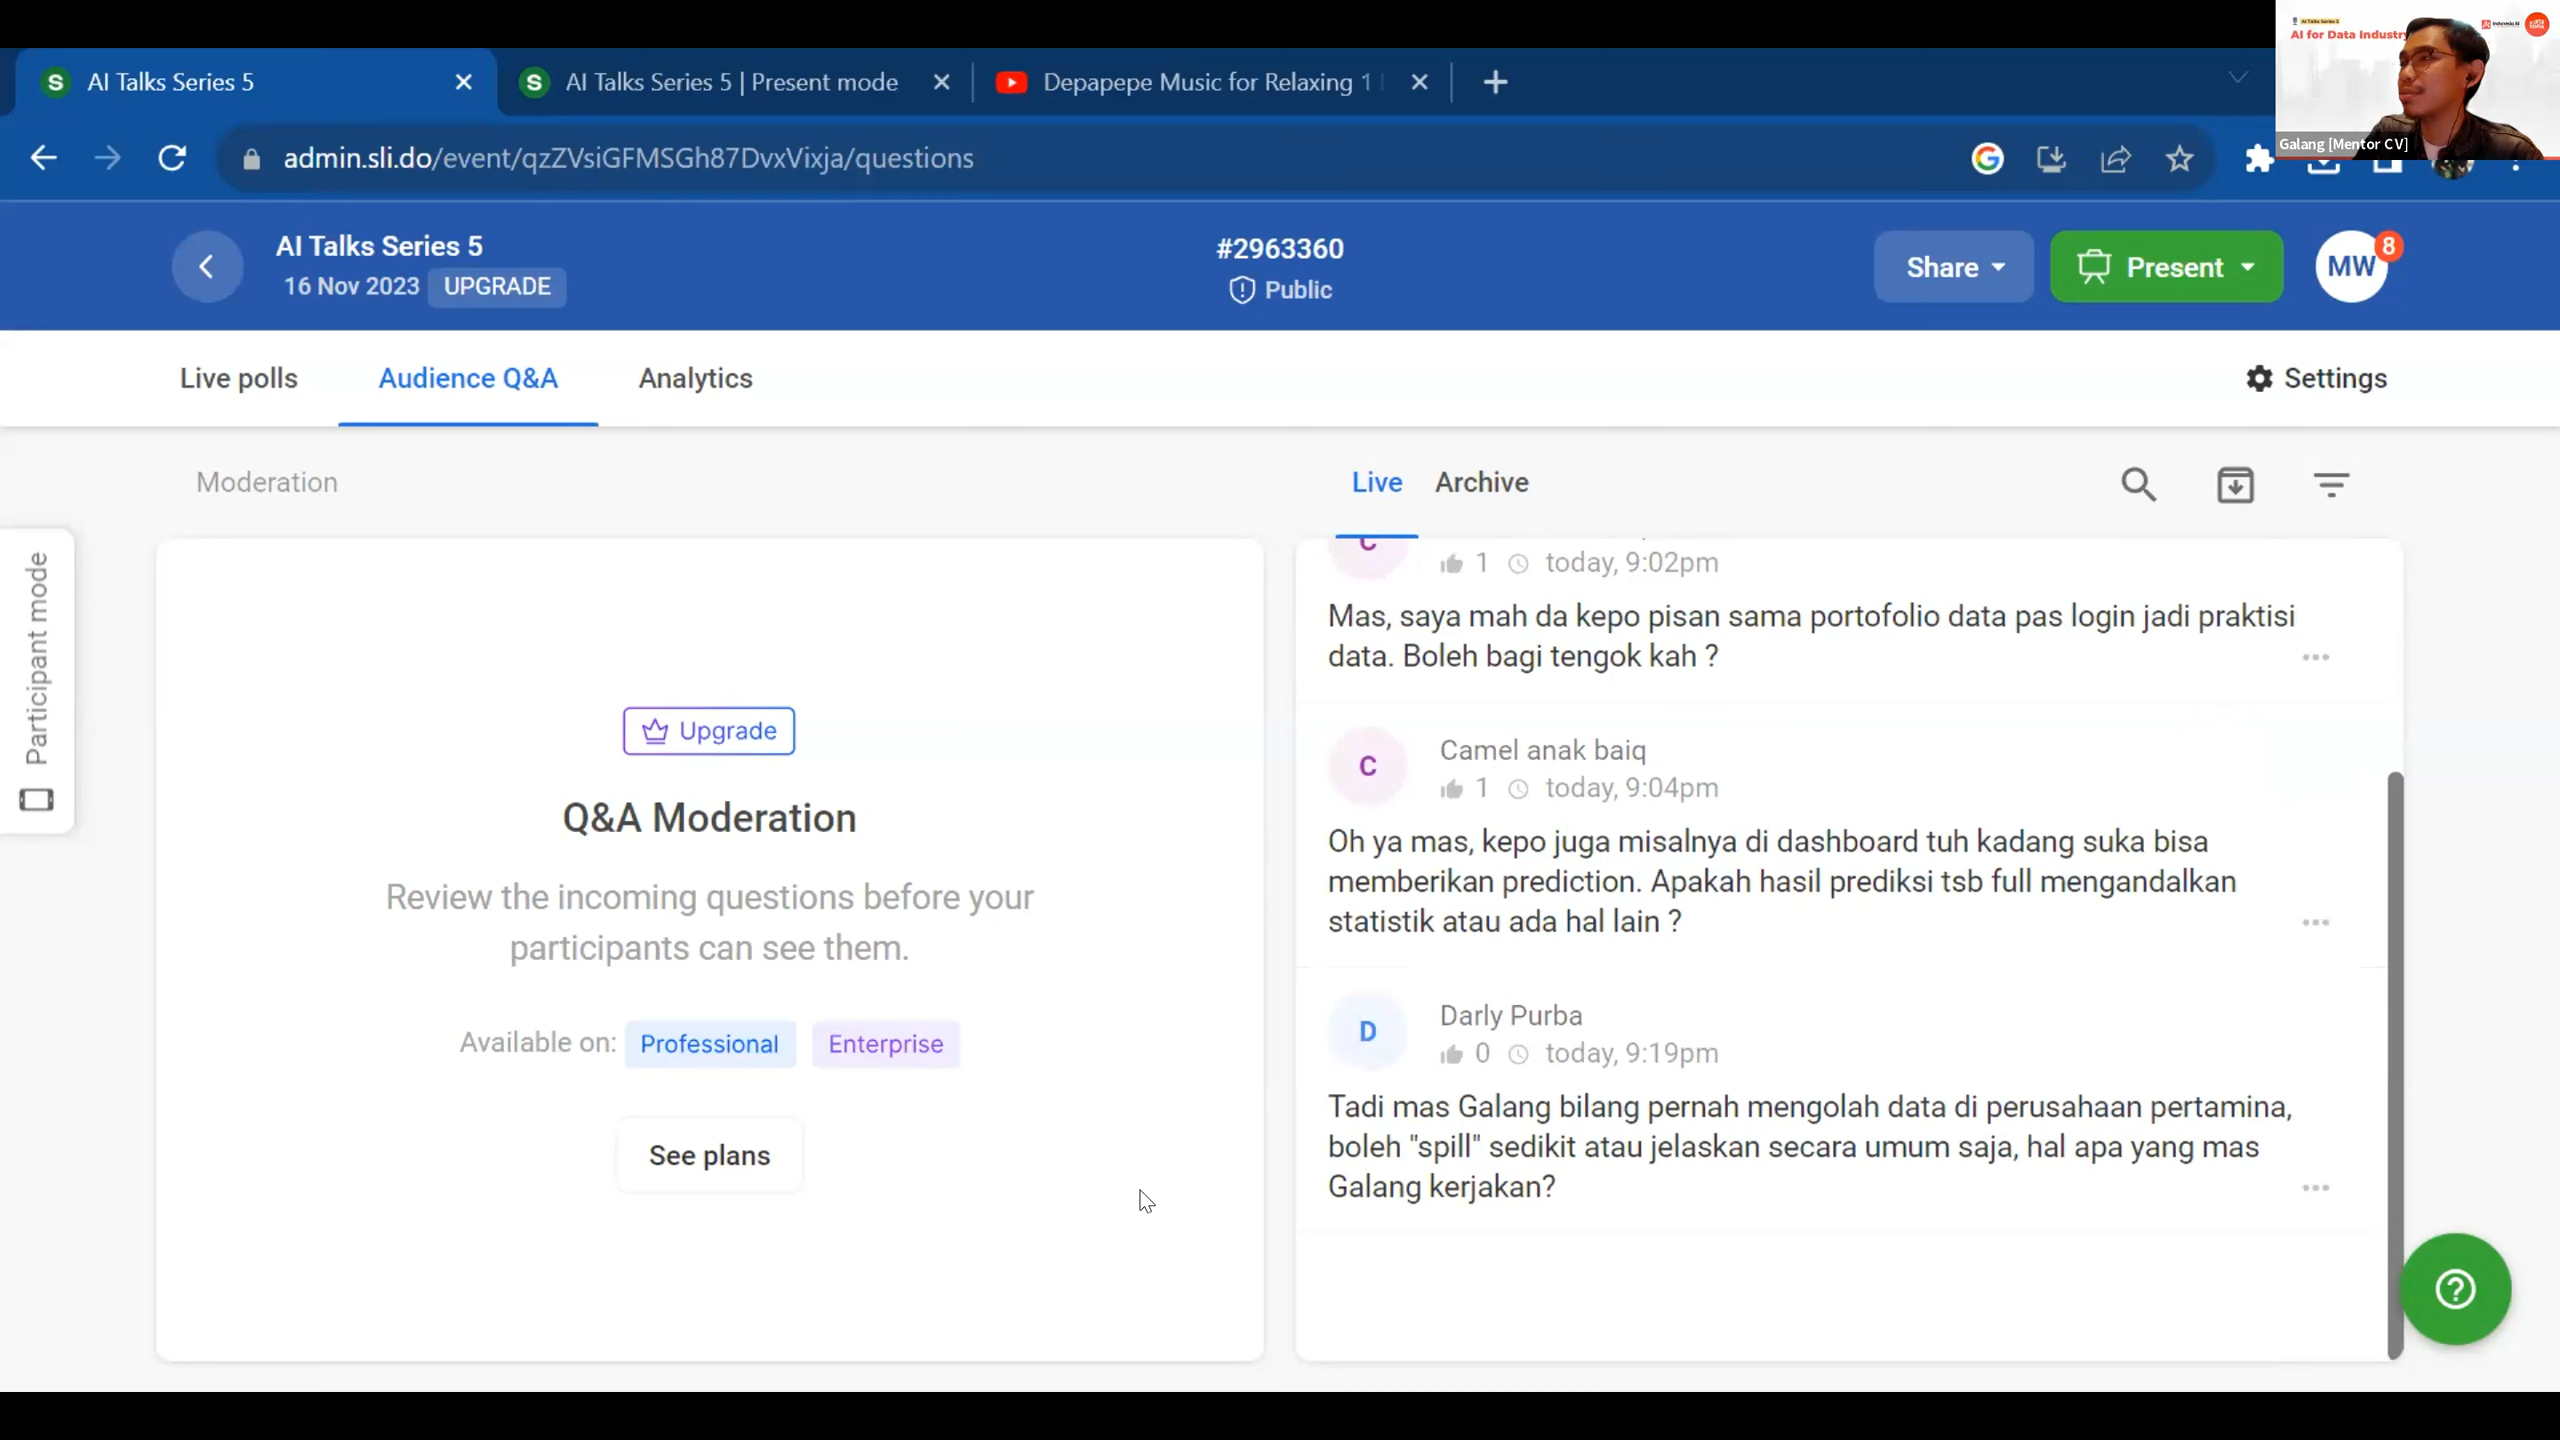 AI Talks Series 5
AI Talks Series 5 | Present mode
Depapepe Music for Relaxing 1
AI Talks Series 5
AI for Data Industry
Galang [Mentor CV]
admin.sli.do/event/qzZVsiGFMSGh87DvxVixja/questions
AI Talks Series 5
16 Nov 2023 UPGRADE
#2963360
Public
Share
Present
MW
8
Live polls
Audience Q&A
Analytics
Settings
Participant mode
Moderation
Upgrade
Q&A Moderation
Review the incoming questions before your
participants can see them.
Available on: Professional Enterprise
See plans
Live
Archive
1 today, 9:02pm
Mas, saya mah da kepo pisan sama portofolio data pas login jadi praktisi
data. Boleh bagi tengok kah ?
C
Camel anak baiq
1 today, 9:04pm
Oh ya mas, kepo juga misalnya di dashboard tuh kadang suka bisa
memberikan prediction. Apakah hasil prediksi tsb full mengandalkan
statistik atau ada hal lain ?
D
Darly Purba
0 today, 9:19pm
Tadi mas Galang bilang pernah mengolah data di perusahaan pertamina,
boleh "spill" sedikit atau jelaskan secara umum saja, hal apa yang mas
Galang kerjakan?